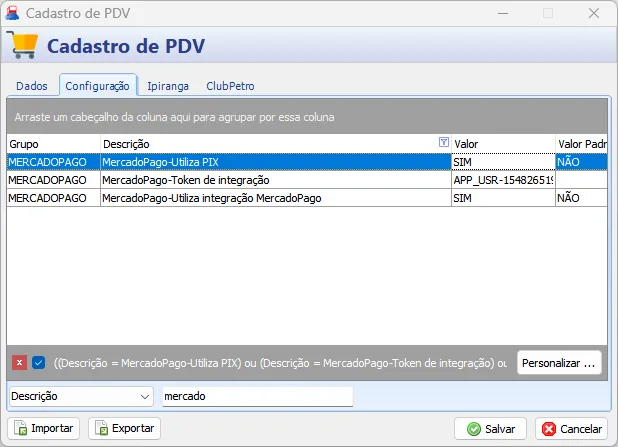 Cadastro de PDV
Cadastro de PDV
Dados Configuração Ipiranga ClubPetro
Arraste um cabeçalho da coluna aqui para agrupar por essa coluna
Grupo Descrição Valor Valor Padr
MERCADOPAGO MercadoPago-Utiliza PIX SIM NÃO
MERCADOPAGO MercadoPago-Token de integração APP_USR-154826519
MERCADOPAGO MercadoPago-Utiliza integração MercadoPago SIM NÃO
((Descrição = MercadoPago-Utiliza PIX) ou (Descrição = MercadoPago-Token de integração) ou Personalizar ...
Descrição mercado
Importar Exportar Salvar Cancelar